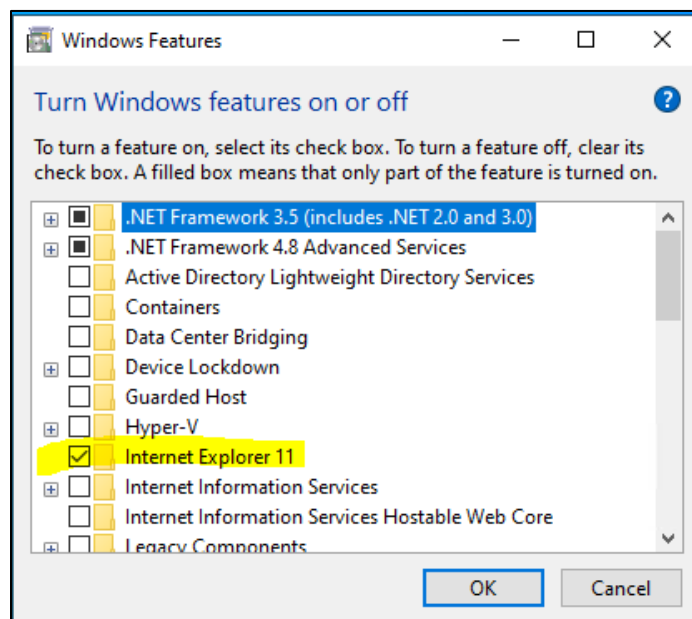 Windows Features
Turn Windows features on or off
?
To turn a feature on, select its check box. To turn a feature off, clear its
check box. A filled box means that only part of the feature is turned on.
.NET Framework 3.5 (includes .NET 2.0 and 3.0)
.NET Framework 4.8 Advanced Services
Active Directory Lightweight Directory Services
Containers
Data Center Bridging
Device Lockdown
Guarded Host
Hyper-V
Internet Explorer 11
Internet Information Services
Internet Information Services Hostable Web Core
Legacy Components
OK
Cancel